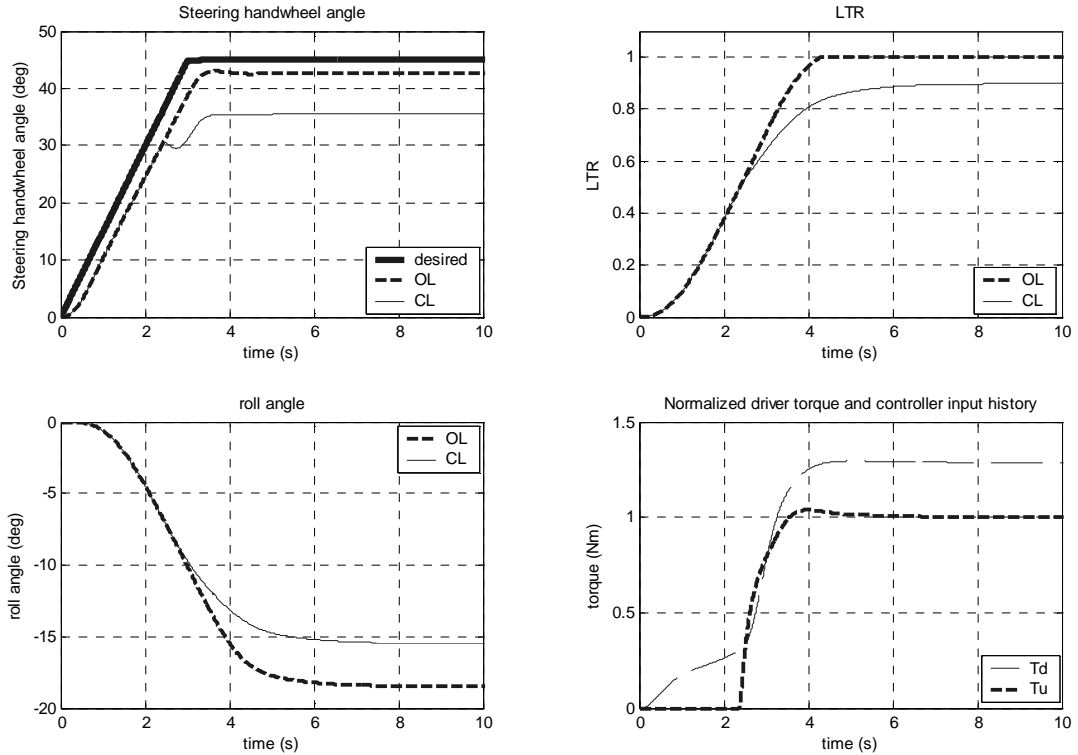 Steering handwheel angle
Steering handwheel angle (deg)
50
40
30
20
10
0
0 2 4 6 8 10
time (s)
desired
OL
CL
LTR
LTR
1
0.8
0.6
0.4
0.2
0
0 2 4 6 8 10
time (s)
OL
CL
roll angle
roll angle (deg)
0
-5
-10
-15
-20
0 2 4 6 8 10
time (s)
OL
CL
Normalized driver torque and controller input history
torque (Nm)
1.5
1
0.5
0
0 2 4 6 8 10
time (s)
Td
Tu